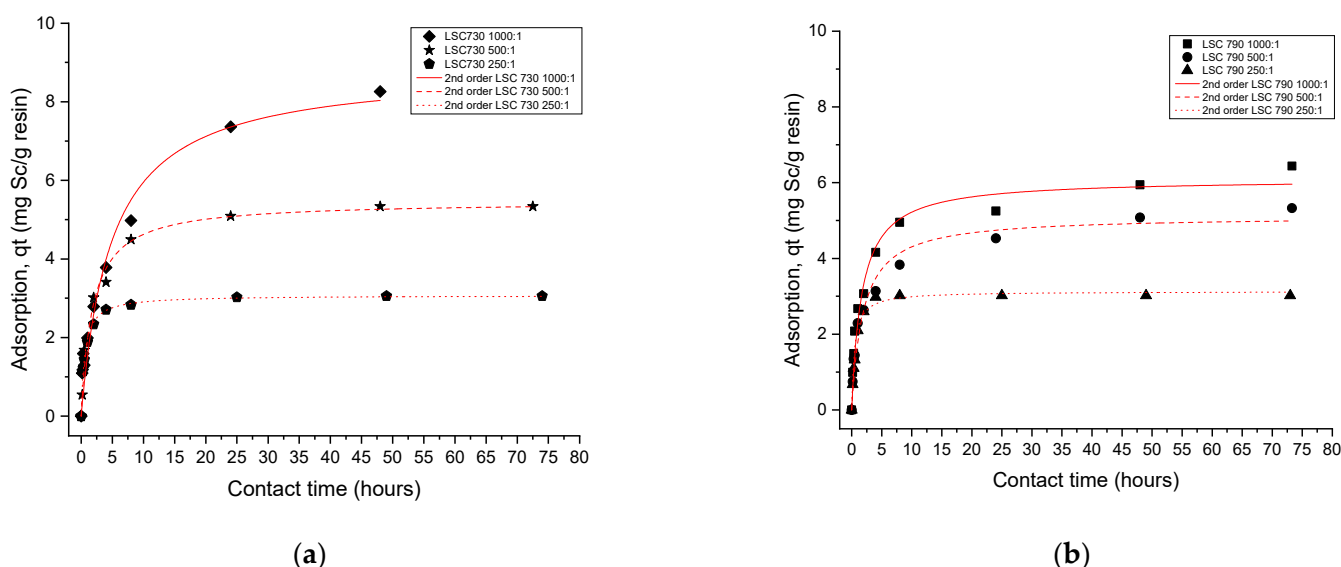 10
8
6
4
2
0
Adsorption, qt (mg Sc/g resin)
LSC730 1000:1
LSC730 500:1
LSC730 250:1
2nd order LSC 730 1000:1
2nd order LSC 730 500:1
2nd order LSC 730 250:1
0 5 10 15 20 25 30 35 40 45 50 55 60 65 70 75 80
Contact time (hours)
(a)
10
8
6
4
2
0
Adsorption, qt (mg Sc/g resin)
LSC 790 1000:1
LSC 790 500:1
LSC 790 250:1
2nd order LSC 790 1000:1
2nd order LSC 790 500:1
2nd order LSC 790 250:1
0 5 10 15 20 25 30 35 40 45 50 55 60 65 70 75 80
Contact time (hours)
(b)